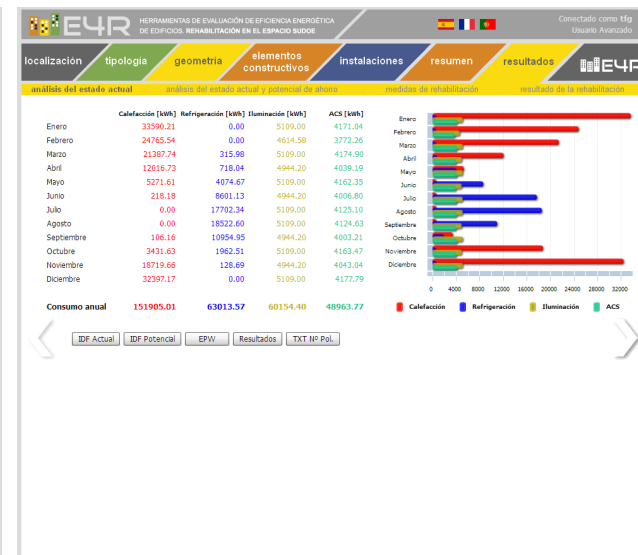 E4R HERRAMIENTAS DE EVALUACIÓN DE EFICIENCIA ENERGÉTICA
DE EDIFICIOS. REHABILITACIÓN EN EL ESPACIO SUDOE
Conectado como tfg
Usuario Avanzado
localización tipología geometría elementos constructivos instalaciones resumen resultados E4R
análisis del estado actual análisis del estado actual y potencial de ahorro medidas de rehabilitación resultado de la rehabilitación
Calefacción [kWh] Refrigeración [kWh] Iluminación [kWh] ACS [kWh]
Enero 33590.21 0.00 5109.00 4171.04
Febrero 24765.54 0.00 4614.58 3772.26
Marzo 21387.74 315.98 5109.00 4174.90
Abril 12016.73 718.04 4944.20 4039.19
Mayo 5271.61 4074.67 5109.00 4162.35
Junio 218.18 8601.13 4944.20 4006.80
Julio 0.00 17702.34 5109.00 4125.10
Agosto 0.00 18522.60 5109.00 4124.63
Septiembre 106.16 10954.95 4944.20 4003.21
Octubre 3431.63 1962.51 5109.00 4163.47
Noviembre 18719.66 128.69 4944.20 4043.04
Diciembre 32397.17 0.00 5109.00 4177.79
Consumo anual 151905.01 63013.57 60154.40 48963.77
Enero
Febrero
Marzo
Abril
Mayo
Junio
Julio
Agosto
Septiembre
Octubre
Noviembre
Diciembre
0 4000 8000 12000 16000 20000 24000 28000 32000
Calefacción Refrigeración Iluminación ACS
IDF Actual IDF Potencial EPW Resultados TXT Nº Pol.